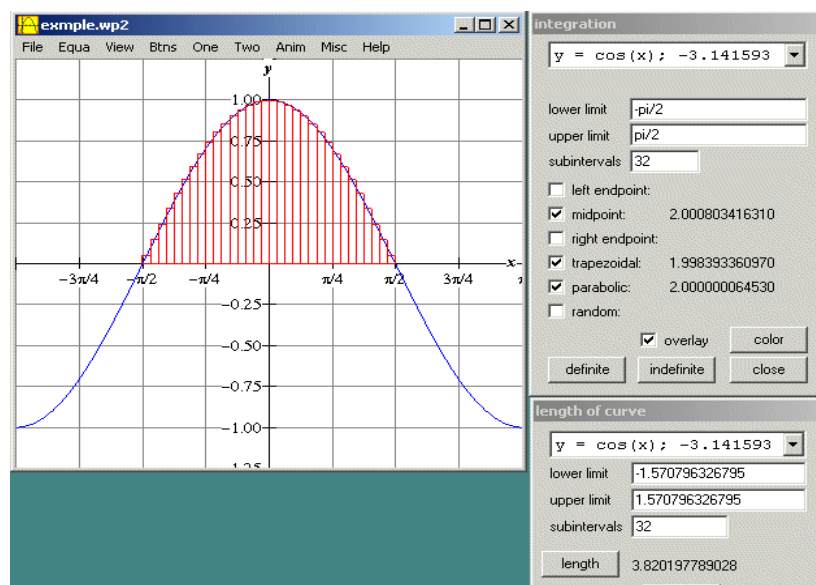 exmple.wp2
File Equa View Btns One Two Anim Misc Help
y
1.00
0.75
0.50
0.25
x
−3π/4 −π/2 −π/4 π/4 π/2 3π/4
−0.25
−0.50
−0.75
−1.00
−1.25
integration
y = cos(x); -3.141593
lower limit -pi/2
upper limit pi/2
subintervals 32
left endpoint:
midpoint: 2.000803416310
right endpoint:
trapezoidal: 1.998393360970
parabolic: 2.000000064530
random:
overlay color
definite indefinite close
length of curve
y = cos(x); -3.141593
lower limit -1.570796326795
upper limit 1.570796326795
subintervals 32
length 3.820197789028